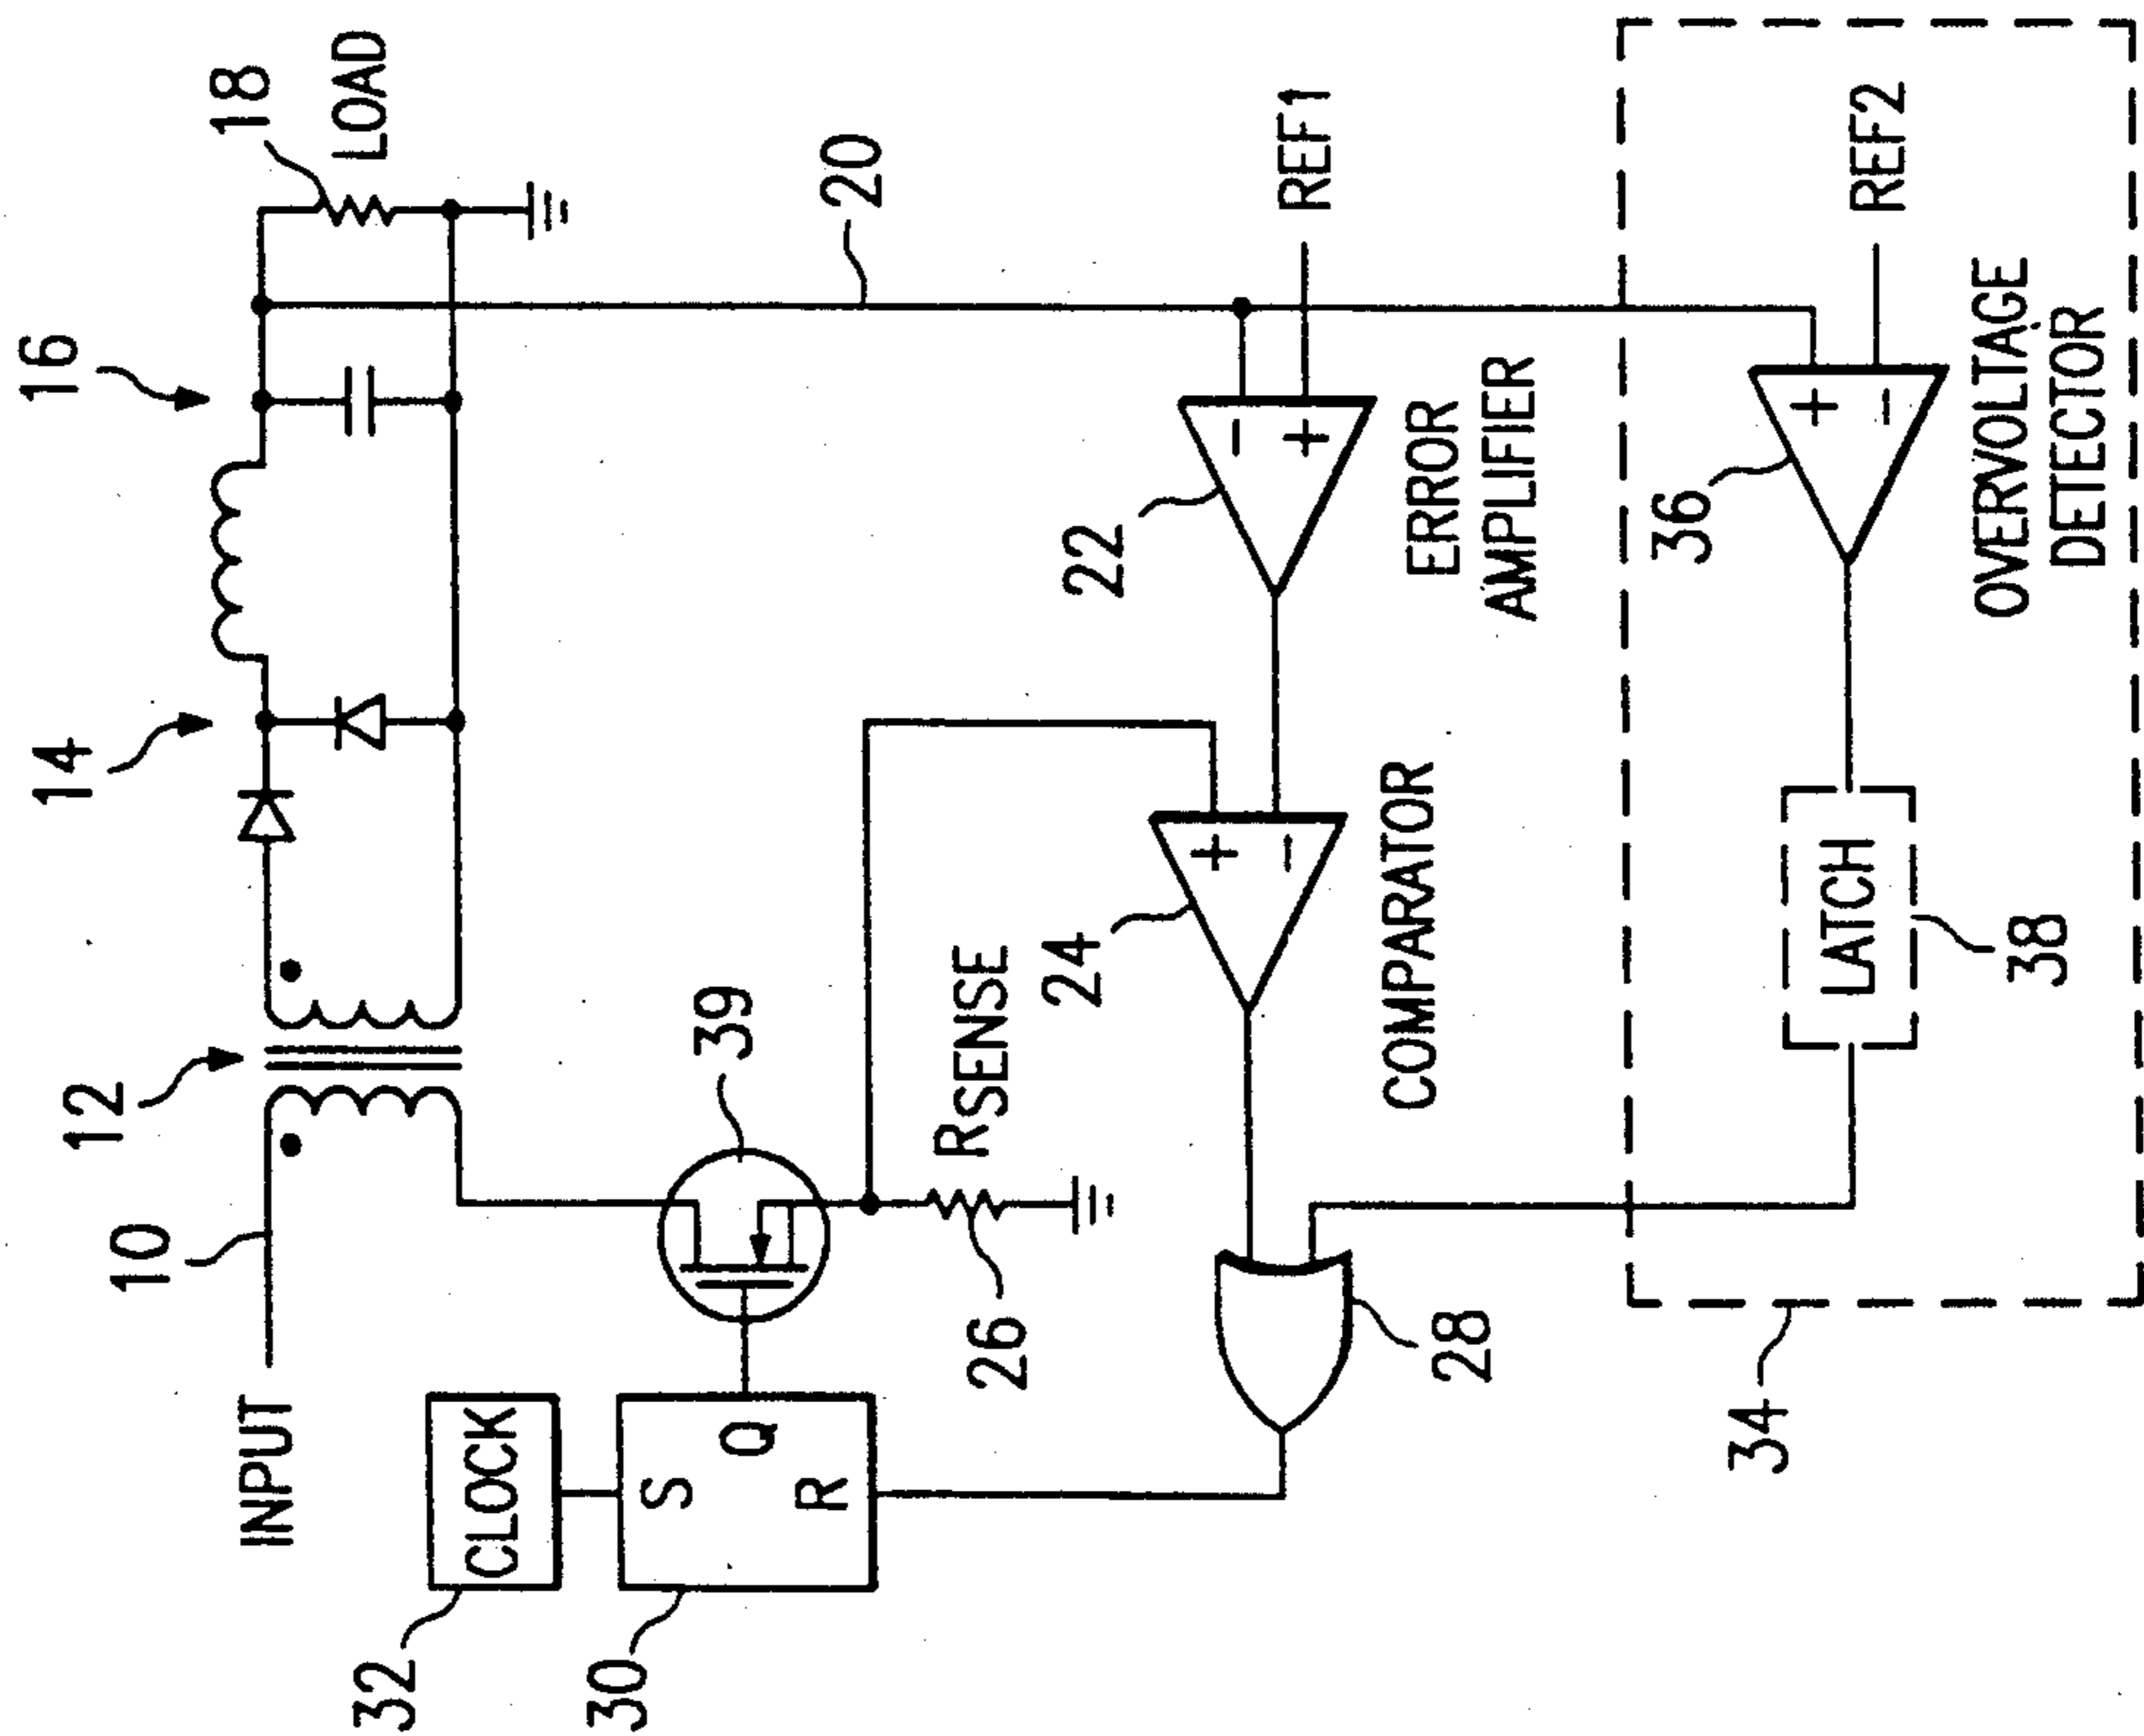 INPUT
10
12
14
16
18
LOAD
CLOCK
32
S
Q
R
30
39
RSENSE
26
20
24
+
−
COMPARATOR
22
−
+
ERROR
AMPLIFIER
REF1
28
34
LATCH
38
36
+
−
REF2
OVERVOLTAGE
DETECTOR